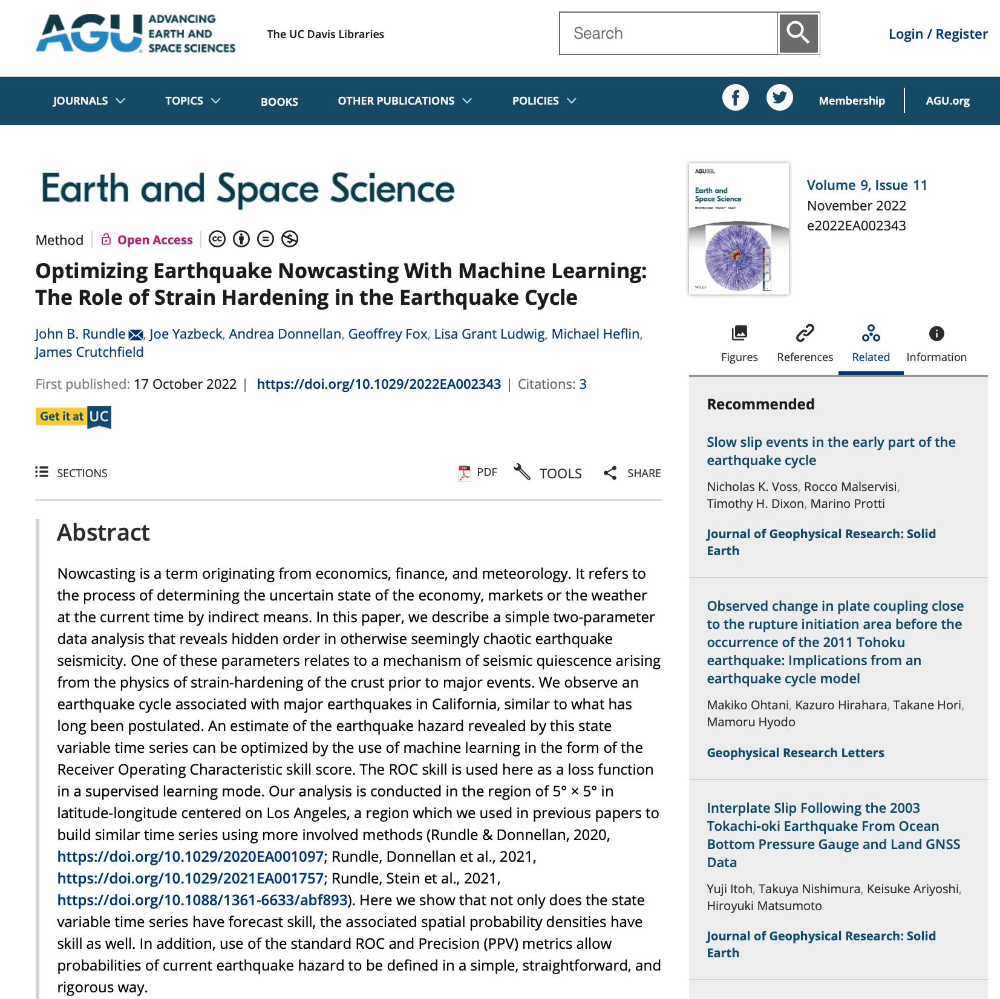 AGU ADVANCING
EARTH AND
SPACE SCIENCES
The UC Davis Libraries
Search
Login / Register
JOURNALS
TOPICS
BOOKS
OTHER PUBLICATIONS
POLICIES
Membership
AGU.org
Earth and Space Science
Method
Open Access
Optimizing Earthquake Nowcasting With Machine Learning:
The Role of Strain Hardening in the Earthquake Cycle
John B. Rundle, Joe Yazbeck, Andrea Donnellan, Geoffrey Fox, Lisa Grant Ludwig, Michael Heflin,
James Crutchfield
First published: 17 October 2022 | https://doi.org/10.1029/2022EA002343 | Citations: 3
Get it at UC
SECTIONS
PDF
TOOLS
SHARE
Abstract
Nowcasting is a term originating from economics, finance, and meteorology. It refers to
the process of determining the uncertain state of the economy, markets or the weather
at the current time by indirect means. In this paper, we describe a simple two-parameter
data analysis that reveals hidden order in otherwise seemingly chaotic earthquake
seismicity. One of these parameters relates to a mechanism of seismic quiescence arising
from the physics of strain-hardening of the crust prior to major events. We observe an
earthquake cycle associated with major earthquakes in California, similar to what has
long been postulated. An estimate of the earthquake hazard revealed by this state
variable time series can be optimized by the use of machine learning in the form of the
Receiver Operating Characteristic skill score. The ROC skill is used here as a loss function
in a supervised learning mode. Our analysis is conducted in the region of 5° × 5° in
latitude-longitude centered on Los Angeles, a region which we used in previous papers to
build similar time series using more involved methods (Rundle & Donnellan, 2020,
https://doi.org/10.1029/2020EA001097; Rundle, Donnellan et al., 2021,
https://doi.org/10.1029/2021EA001757; Rundle, Stein et al., 2021,
https://doi.org/10.1088/1361-6633/abf893). Here we show that not only does the state
variable time series have forecast skill, the associated spatial probability densities have
skill as well. In addition, use of the standard ROC and Precision (PPV) metrics allow
probabilities of current earthquake hazard to be defined in a simple, straightforward, and
rigorous way.
AGU
Earth and
Space Science
WILEY
Volume 9, Issue 11
November 2022
e2022EA002343
Figures
References
Related
Information
Recommended
Slow slip events in the early part of the
earthquake cycle
Nicholas K. Voss, Rocco Malservisi,
Timothy H. Dixon, Marino Protti
Journal of Geophysical Research: Solid
Earth
Observed change in plate coupling close
to the rupture initiation area before the
occurrence of the 2011 Tohoku
earthquake: Implications from an
earthquake cycle model
Makiko Ohtani, Kazuro Hirahara, Takane Hori,
Mamoru Hyodo
Geophysical Research Letters
Interplate Slip Following the 2003
Tokachi-oki Earthquake From Ocean
Bottom Pressure Gauge and Land GNSS
Data
Yuji Itoh, Takuya Nishimura, Keisuke Ariyoshi,
Hiroyuki Matsumoto
Journal of Geophysical Research: Solid
Earth